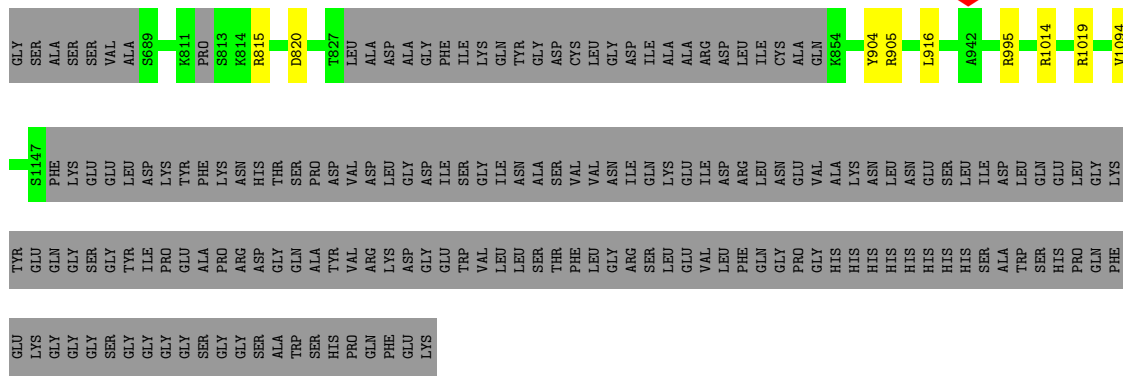 GLY SER ALA SER SER VAL ALA S689 K811 PRO S813 K814 R815 D820 T827 LEU ALA ASP ALA GLY PHE ILE LYS GLN TYR GLY ASP CYS LEU GLY ASP ILE ALA ALA ARG ASP LEU ILE CYS ALA GLN K854 Y904 R905 L916 A942 R995 R1014 R1019 V1094
S1147 PHE LYS GLU GLU LEU ASP LYS TYR PHE LYS ASN HIS THR SER PRO ASP VAL ASP LEU GLY ASP ILE SER GLY ILE ASN ALA SER VAL VAL ASN ILE GLN LYS GLU ILE ASP ARG LEU ASN GLU VAL ALA LYS ASN LEU ASN GLU SER LEU ILE ASP LEU GLN GLU LEU GLY LYS
TYR GLU GLN GLY SER GLY TYR ILE PRO GLU ALA PRO ARG ASP GLY GLN ALA TYR VAL ARG LYS ASP GLY GLU TRP VAL LEU LEU SER THR PHE LEU GLY ARG SER LEU GLU VAL LEU PHE GLN GLY PRO GLY HIS HIS HIS HIS HIS HIS HIS HIS SER ALA TRP SER HIS PRO GLN PHE
GLU LYS GLY GLY GLY SER GLY GLY GLY GLY SER GLY GLY SER ALA TRP SER HIS PRO GLN PHE GLU LYS